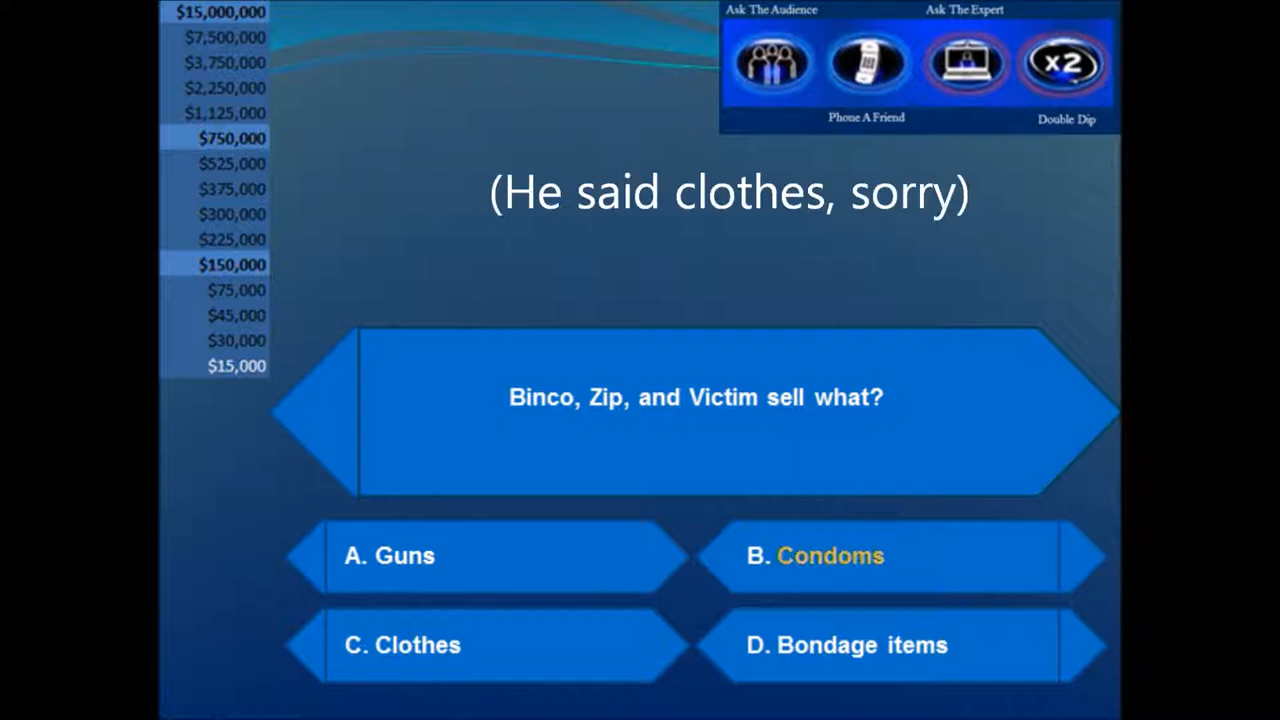 $15,000,000
$7,500,000
$3,750,000
$2,250,000
$1,125,000
$750,000
$525,000
$375,000
$300,000
$225,000
$150,000
$75,000
$45,000
$30,000
$15,000
Ask The Audience
Ask The Expert
x2
Phone A Friend
Double Dip
(He said clothes, sorry)
Binco, Zip, and Victim sell what?
A. Guns
B. Condoms
C. Clothes
D. Bondage items